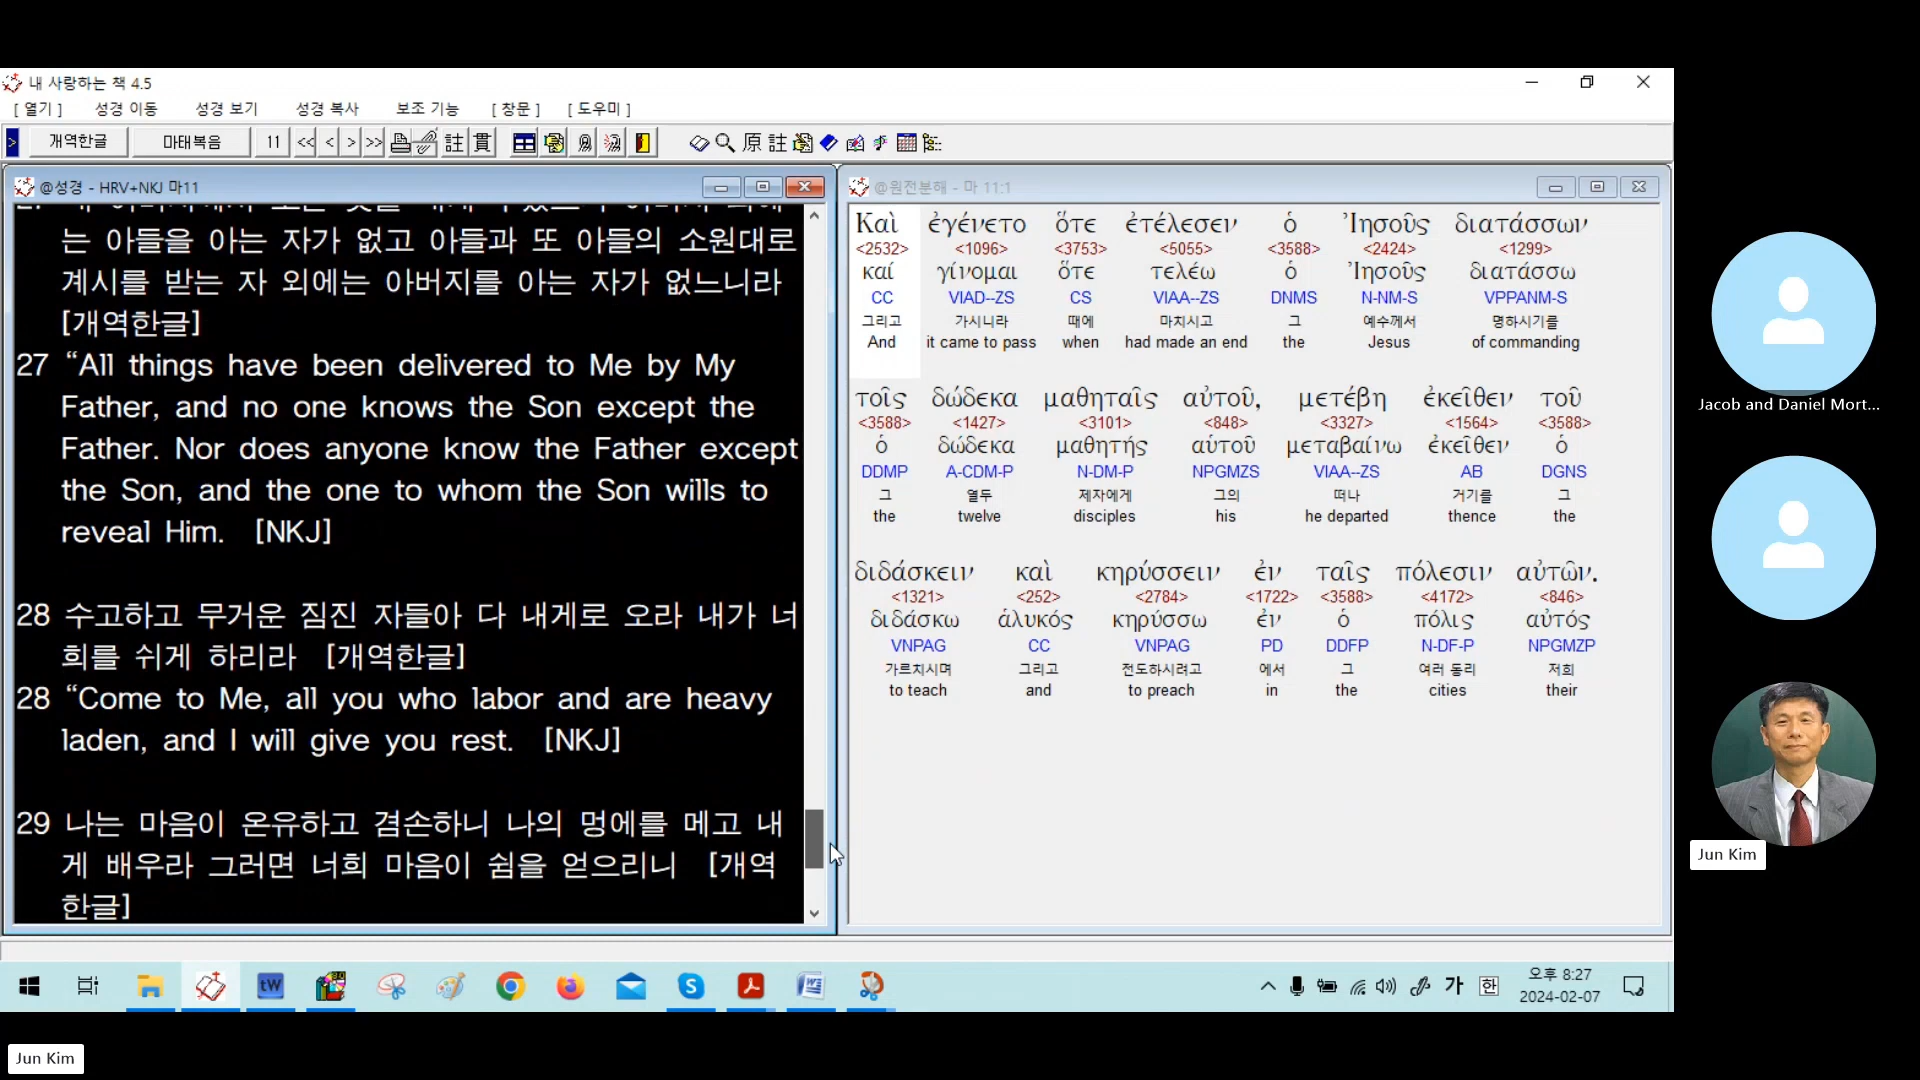 내 사랑하는 책 4.5
[ 열기 ] 성경 이동 성경 보기 성경 복사 보조 기능 [ 창문 ] [ 도우미 ]
> 개역한글 마태복음 11 << < > >> 註 貫 原 註
@성경 - HRV+NKJ 마11
는 아들을 아는 자가 없고 아들과 또 아들의 소원대로
계시를 받는 자 외에는 아버지를 아는 자가 없느니라
[개역한글]
27 “All things have been delivered to Me by My
Father, and no one knows the Son except the
Father. Nor does anyone know the Father except
the Son, and the one to whom the Son wills to
reveal Him. [NKJ]
28 수고하고 무거운 짐진 자들아 다 내게로 오라 내가 너
희를 쉬게 하리라 [개역한글]
28 “Come to Me, all you who labor and are heavy
laden, and I will give you rest. [NKJ]
29 나는 마음이 온유하고 겸손하니 나의 멍에를 메고 내
게 배우라 그러면 너희 마음이 쉼을 얻으리니 [개역
한글]
@원전분해 - 마 11:1
Καὶ ἐγένετο ὅτε ἐτέλεσεν ὁ Ἰησοῦς διατάσσων
<2532> <1096> <3753> <5055> <3588> <2424> <1299>
καί γίνομαι ὅτε τελέω ὁ Ἰησοῦς διατάσσω
CC VIAD--ZS CS VIAA--ZS DNMS N-NM-S VPPANM-S
그리고 가시니라 때에 마치시고 그 예수께서 명하시기를
And it came to pass when had made an end the Jesus of commanding
τοῖς δώδεκα μαθηταῖς αὐτοῦ, μετέβη ἐκεῖθεν τοῦ
<3588> <1427> <3101> <848> <3327> <1564> <3588>
ὁ δώδεκα μαθητής αὑτοῦ μεταβαίνω ἐκεῖθεν ὁ
DDMP A-CDM-P N-DM-P NPGMZS VIAA--ZS AB DGNS
그 열두 제자에게 그의 떠나 거기를 그
the twelve disciples his he departed thence the
διδάσκειν καὶ κηρύσσειν ἐν ταῖς πόλεσιν αὐτῶν.
<1321> <252> <2784> <1722> <3588> <4172> <846>
διδάσκω ἁλυκός κηρύσσω ἐν ὁ πόλις αὐτός
VNPAG CC VNPAG PD DDFP N-DF-P NPGMZP
가르치시며 그리고 전도하시려고 에서 그 여러 동리 저희
to teach and to preach in the cities their
Jacob and Daniel Mort...
Jun Kim
가 한 오후 8:27
2024-02-07
Jun Kim